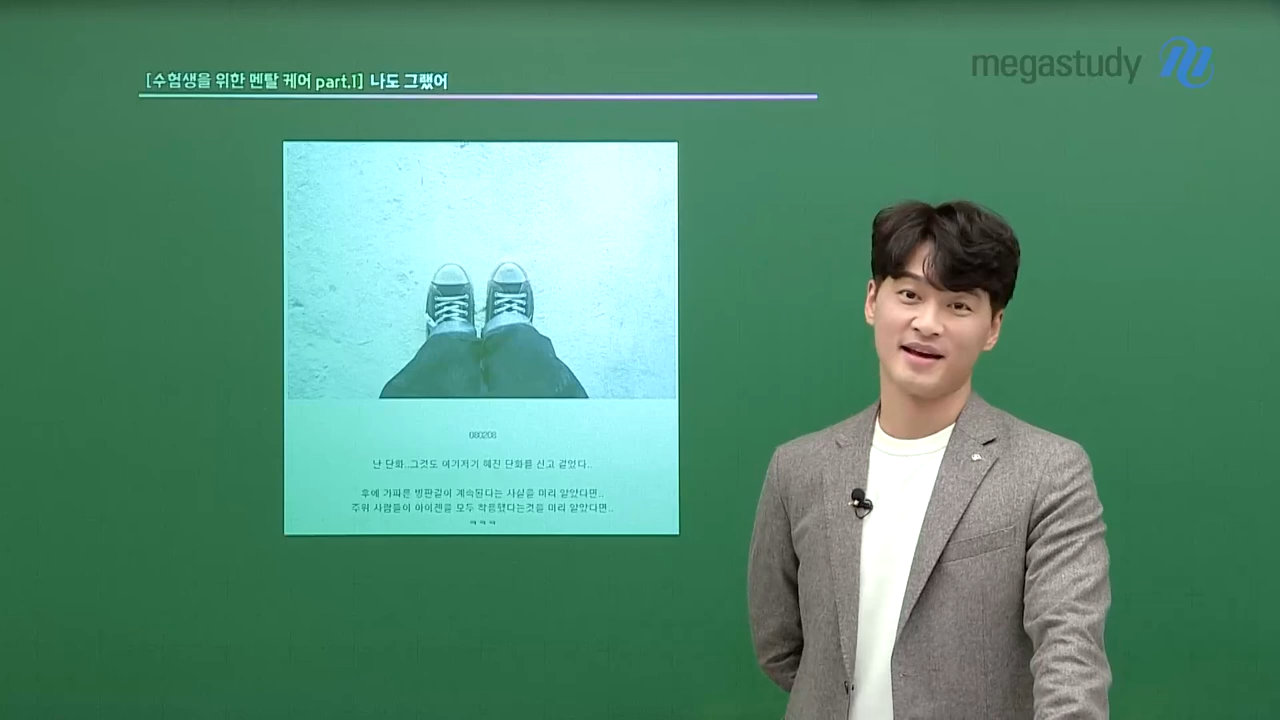 [수험생을 위한 멘탈 케어 part.1] 나도 그랬어
megastudy
난 단화..그것도 여기저기 헤진 단화를 신고 걸었다..
후에 가파른 빙판길이 계속된다는 사실을 미리 알았다면..
주위 사람들이 아이젠을 모두 착용했다는것을 미리 알았다면..
ㅋㅋㅋ